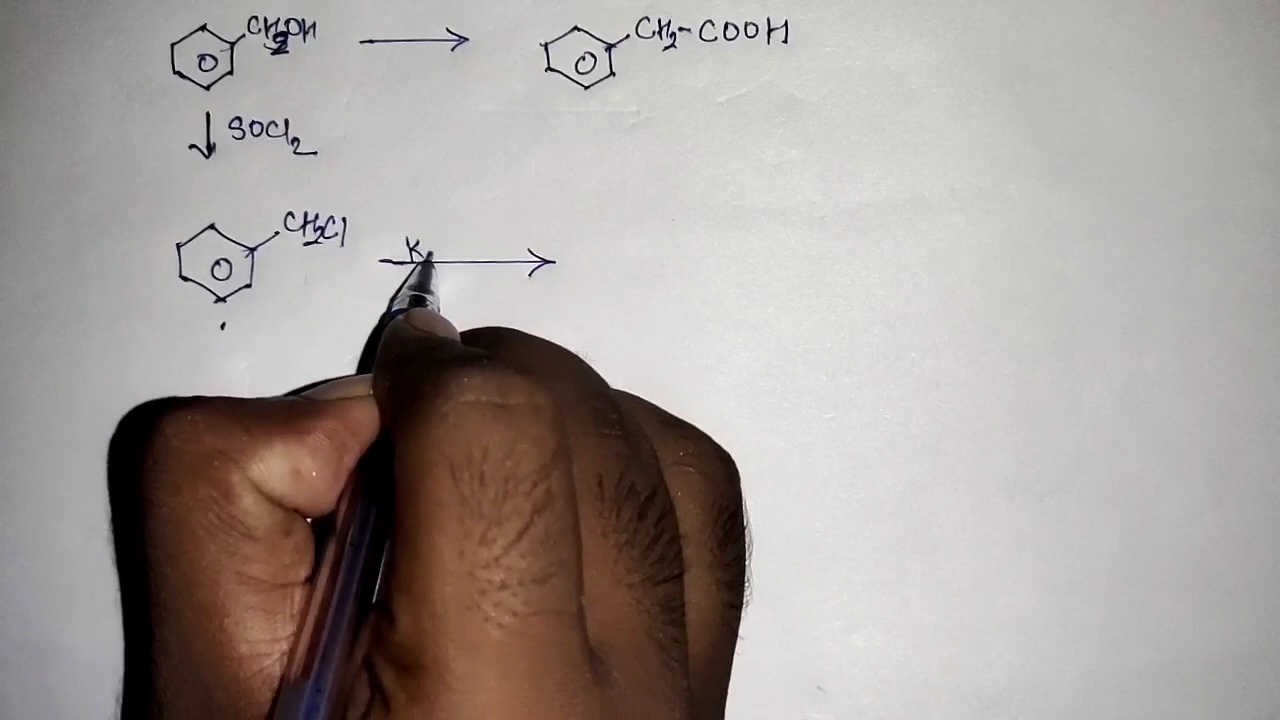 CH2OH → CH2-COOH
↓ SOCl2
CH2Cl K →